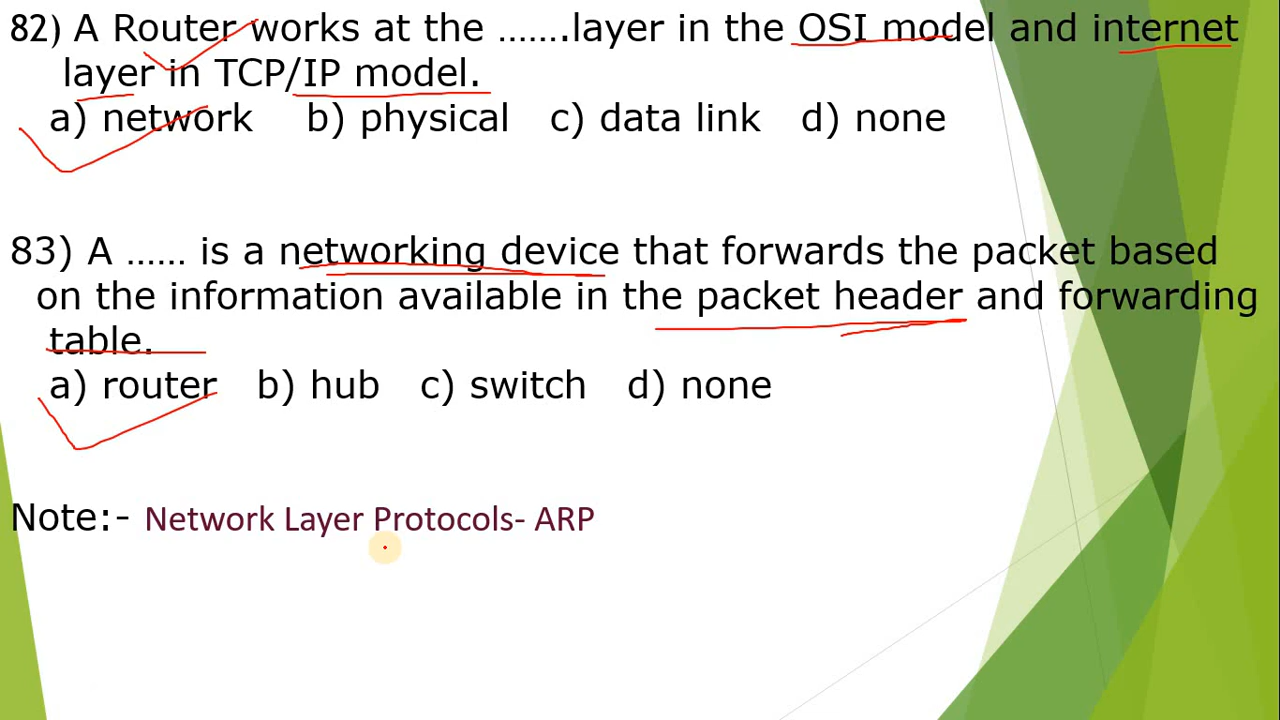 82) A Router works at the …….layer in the OSI model and internet
layer in TCP/IP model.
a) network b) physical c) data link d) none
83) A …… is a networking device that forwards the packet based
on the information available in the packet header and forwarding
table.
a) router b) hub c) switch d) none
Note:- Network Layer Protocols- ARP